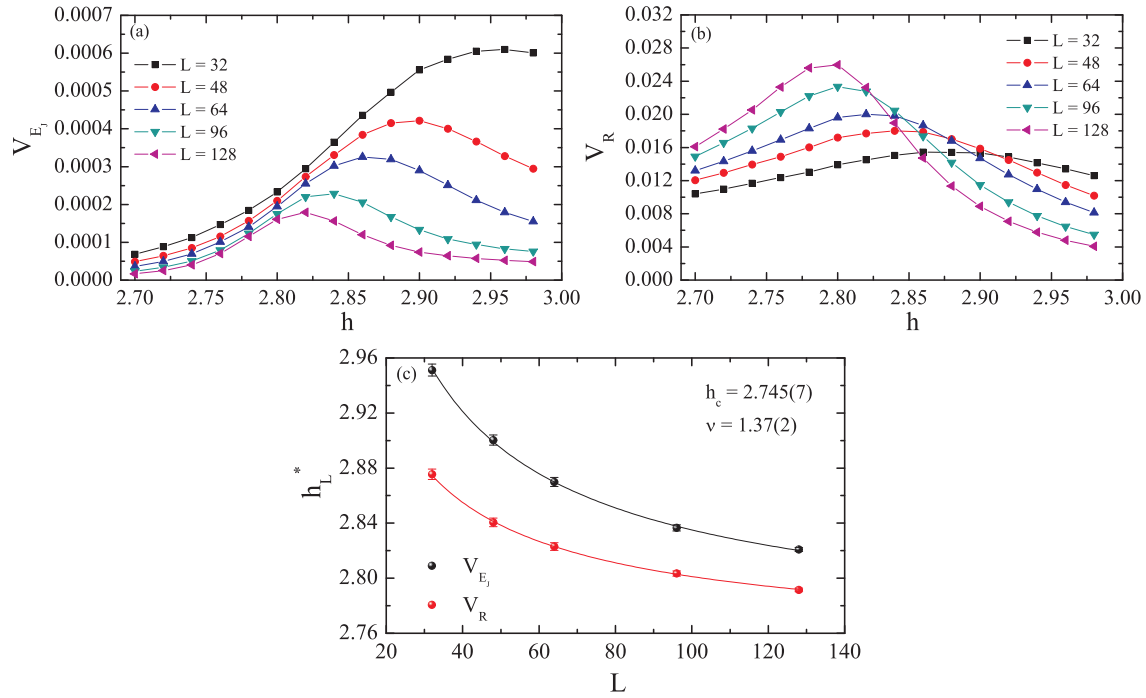 (a)
L = 32
L = 48
L = 64
L = 96
L = 128
0.0007
0.0006
0.0005
0.0004
0.0003
0.0002
0.0001
0.0000
V_{E_J}
2.70 2.75 2.80 2.85 2.90 2.95 3.00
h
(b)
L = 32
L = 48
L = 64
L = 96
L = 128
0.032
0.028
0.024
0.020
0.016
0.012
0.008
0.004
0.000
V_R
2.70 2.75 2.80 2.85 2.90 2.95 3.00
h
(c)
h_c = 2.745(7)
ν = 1.37(2)
2.96
2.92
2.88
2.84
2.80
2.76
h_L^*
V_{E_J}
V_R
20 40 60 80 100 120 140
L